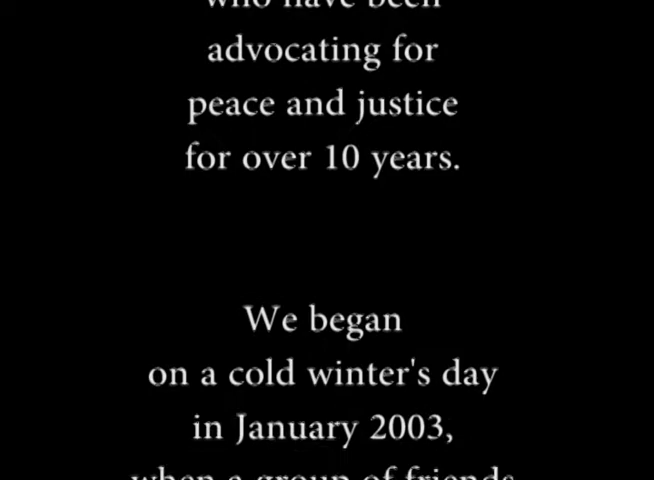 who have been
advocating for
peace and justice
for over 10 years.
We began
on a cold winter's day
in January 2003,
when a group of friends